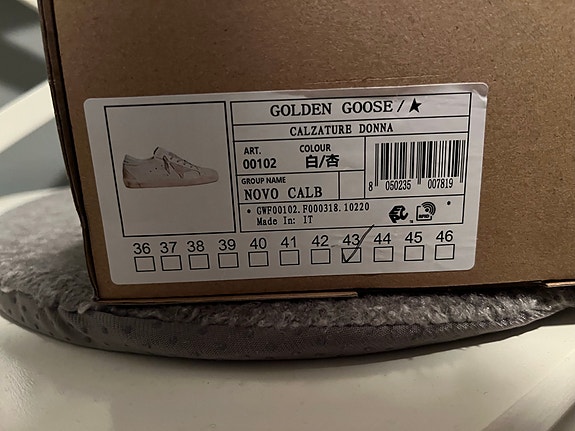 GOLDEN GOOSE / ★
CALZATURE DONNA
ART. COLOUR
00102 白/杏
GROUP NAME
NOVO CALB
8 050235 007819
* GWF00102.F000318.10220 *
Made In: IT
36 37 38 39 40 41 42 43 44 45 46